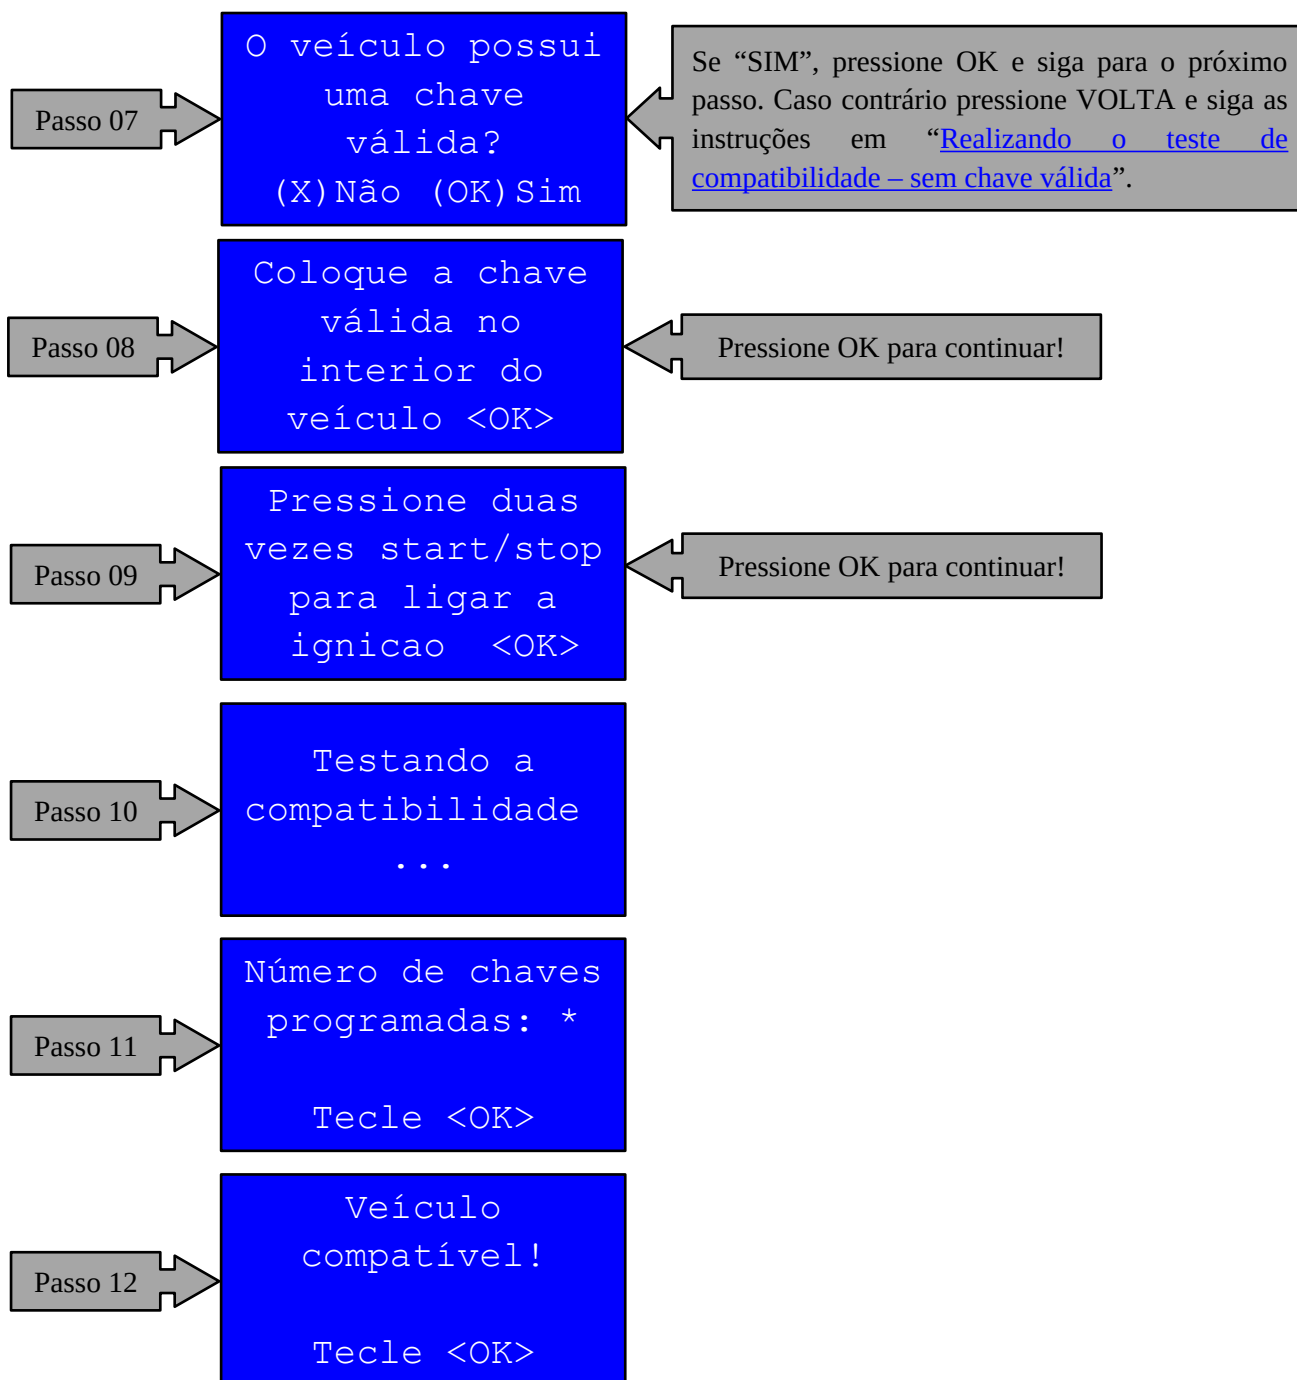 Passo 07
O veículo possui
uma chave
válida?
(X)Não (OK)Sim
Se “SIM”, pressione OK e siga para o próximo
passo. Caso contrário pressione VOLTA e siga as
instruções em “Realizando o teste de
compatibilidade – sem chave válida”.
Passo 08
Coloque a chave
válida no
interior do
veículo <OK>
Pressione OK para continuar!
Passo 09
Pressione duas
vezes start/stop
para ligar a
ignicao <OK>
Pressione OK para continuar!
Passo 10
Testando a
compatibilidade
...
Passo 11
Número de chaves
programadas: *
Tecle <OK>
Passo 12
Veículo
compatível!
Tecle <OK>